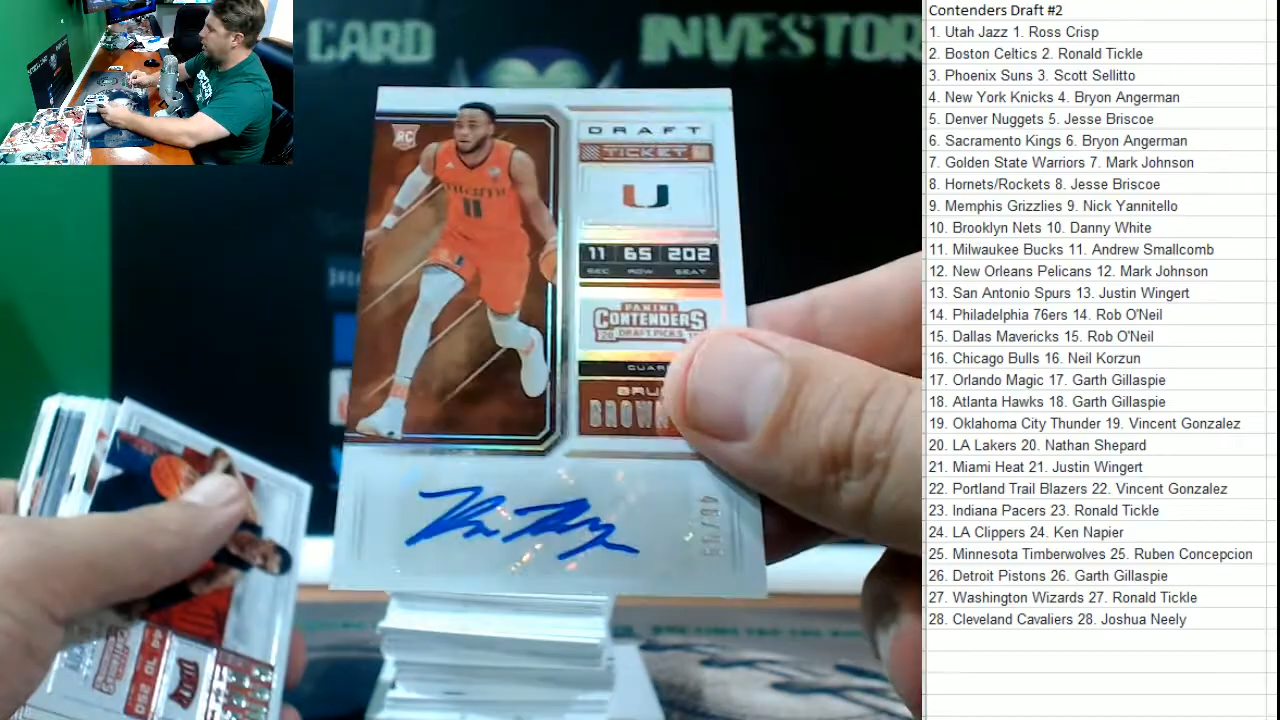 CARD INVESTOR
RC
MIAMI
11
DRAFT
TICKET
U
11 65 202
SEC ROW SEAT
PANINI
CONTENDERS
DRAFT PICKS
BROWN
Contenders Draft #2
1. Utah Jazz 1. Ross Crisp
2. Boston Celtics 2. Ronald Tickle
3. Phoenix Suns 3. Scott Sellitto
4. New York Knicks 4. Bryon Angerman
5. Denver Nuggets 5. Jesse Briscoe
6. Sacramento Kings 6. Bryon Angerman
7. Golden State Warriors 7. Mark Johnson
8. Hornets/Rockets 8. Jesse Briscoe
9. Memphis Grizzlies 9. Nick Yannitello
10. Brooklyn Nets 10. Danny White
11. Milwaukee Bucks 11. Andrew Smallcomb
12. New Orleans Pelicans 12. Mark Johnson
13. San Antonio Spurs 13. Justin Wingert
14. Philadelphia 76ers 14. Rob O'Neil
15. Dallas Mavericks 15. Rob O'Neil
16. Chicago Bulls 16. Neil Korzun
17. Orlando Magic 17. Garth Gillaspie
18. Atlanta Hawks 18. Garth Gillaspie
19. Oklahoma City Thunder 19. Vincent Gonzalez
20. LA Lakers 20. Nathan Shepard
21. Miami Heat 21. Justin Wingert
22. Portland Trail Blazers 22. Vincent Gonzalez
23. Indiana Pacers 23. Ronald Tickle
24. LA Clippers 24. Ken Napier
25. Minnesota Timberwolves 25. Ruben Concepcion
26. Detroit Pistons 26. Garth Gillaspie
27. Washington Wizards 27. Ronald Tickle
28. Cleveland Cavaliers 28. Joshua Neely